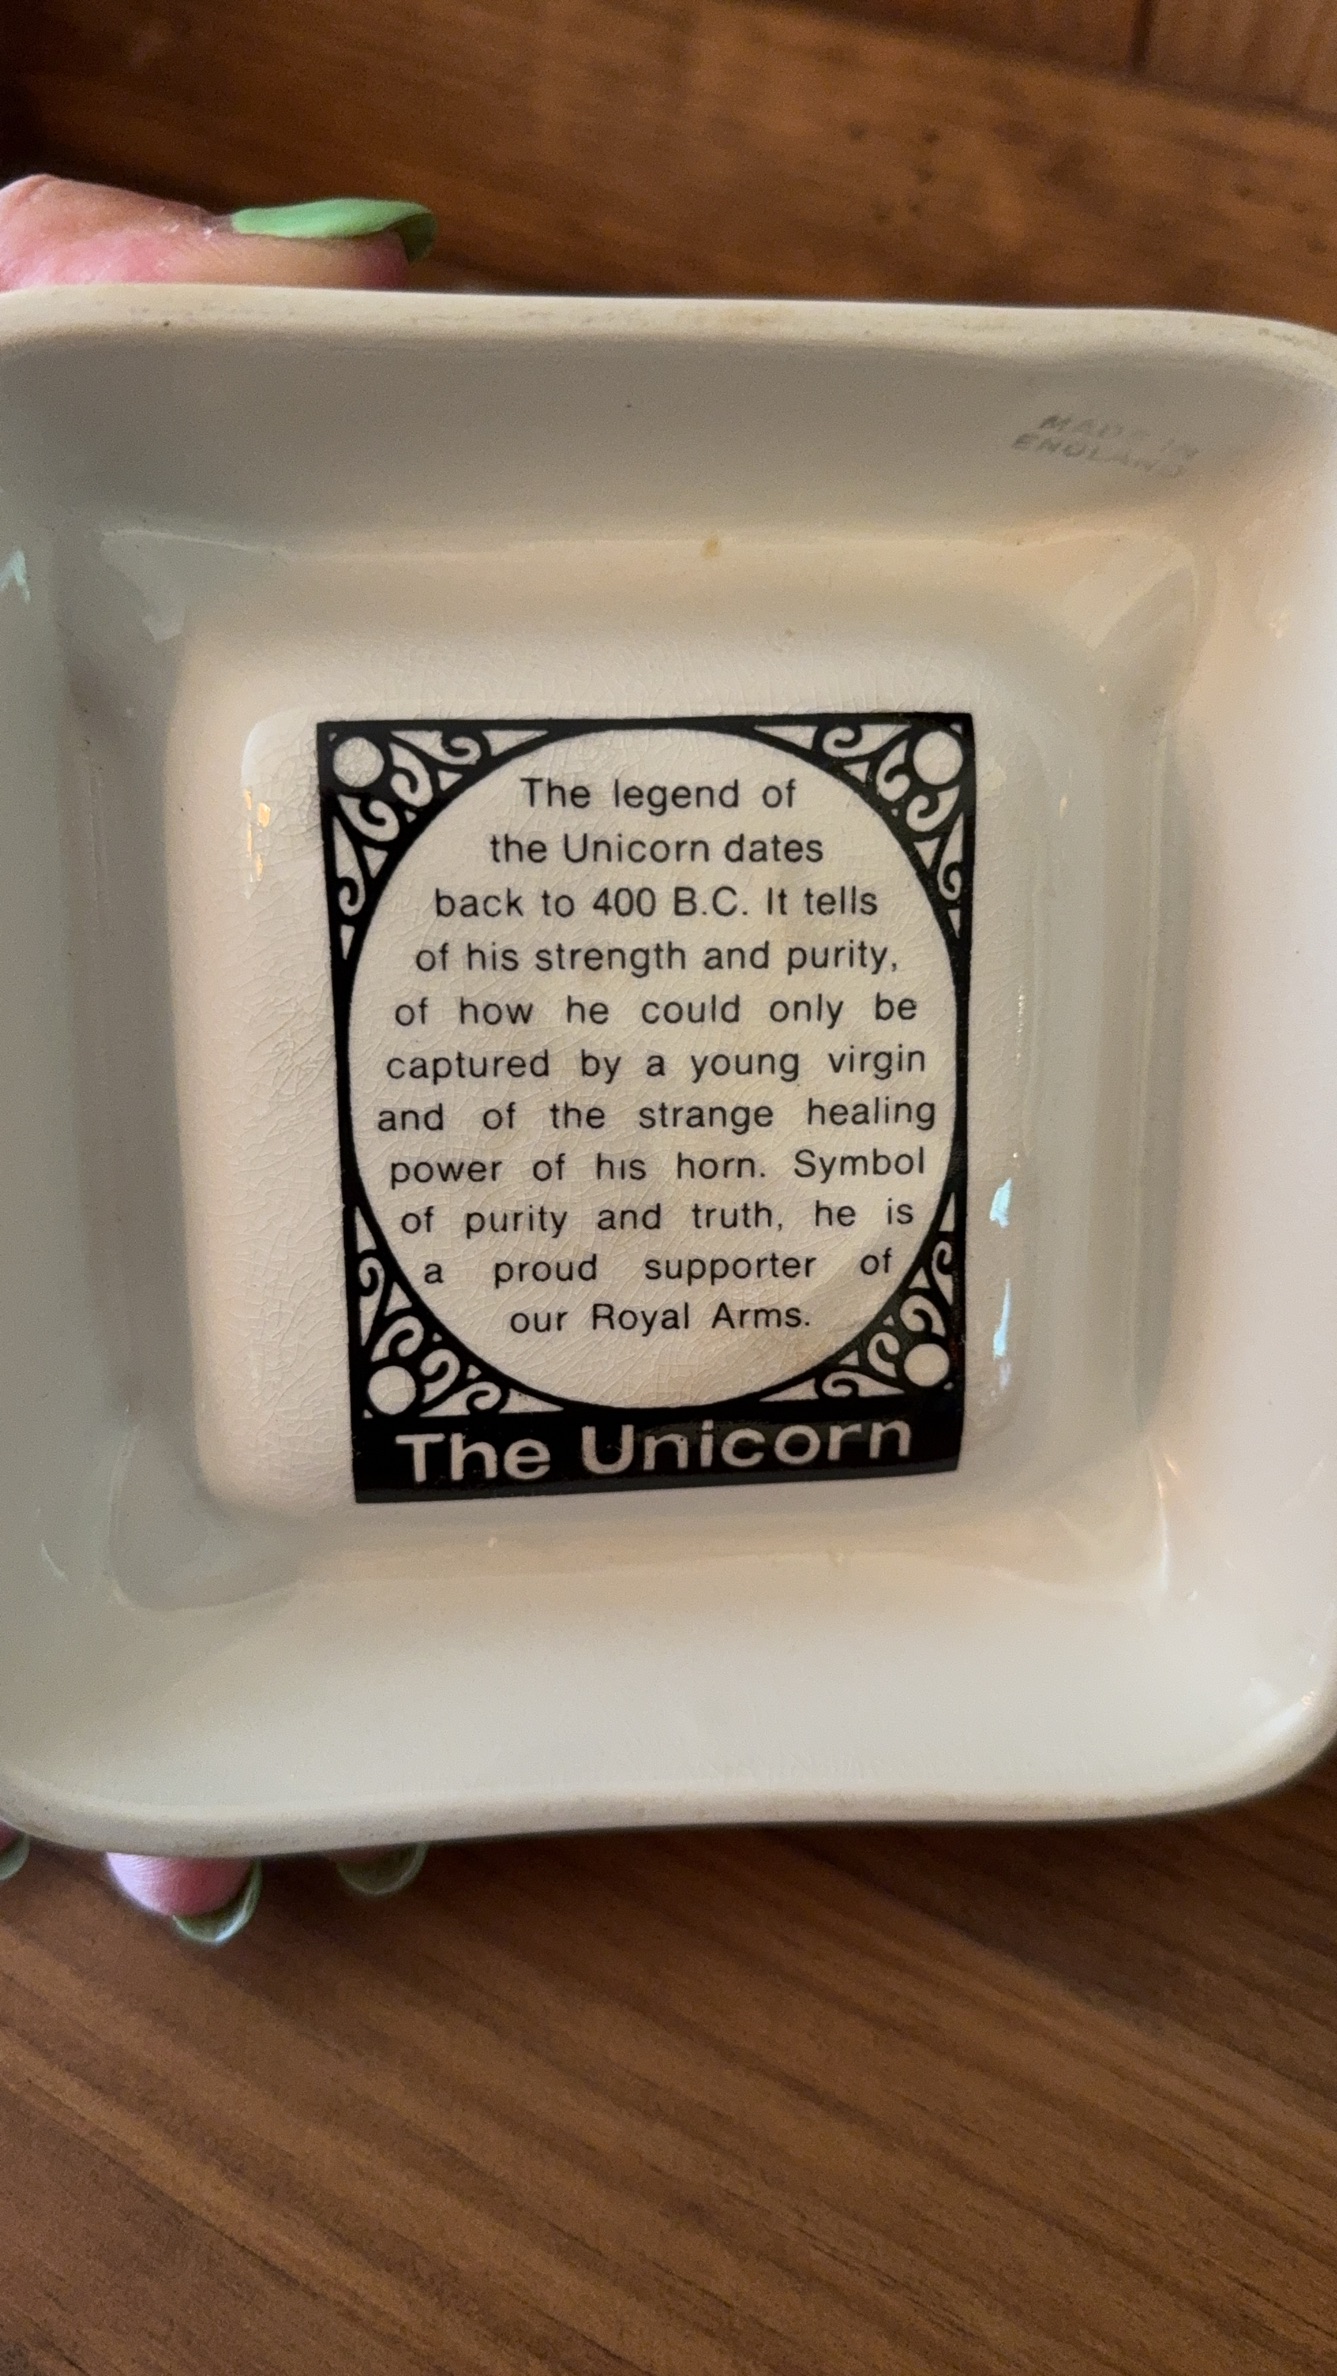 MADE IN
ENGLAND
The legend of
the Unicorn dates
back to 400 B.C. It tells
of his strength and purity,
of how he could only be
captured by a young virgin
and of the strange healing
power of his horn. Symbol
of purity and truth, he is
a proud supporter of
our Royal Arms.
The Unicorn